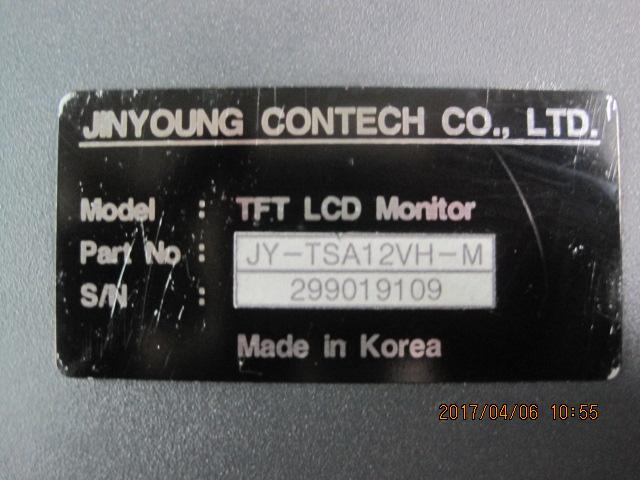 JINYOUNG CONTECH CO., LTD.
Model : TFT LCD Monitor
Part No : JY-TSA12VH-M
S/N : 299019109
Made in Korea
2017/04/06 10:55